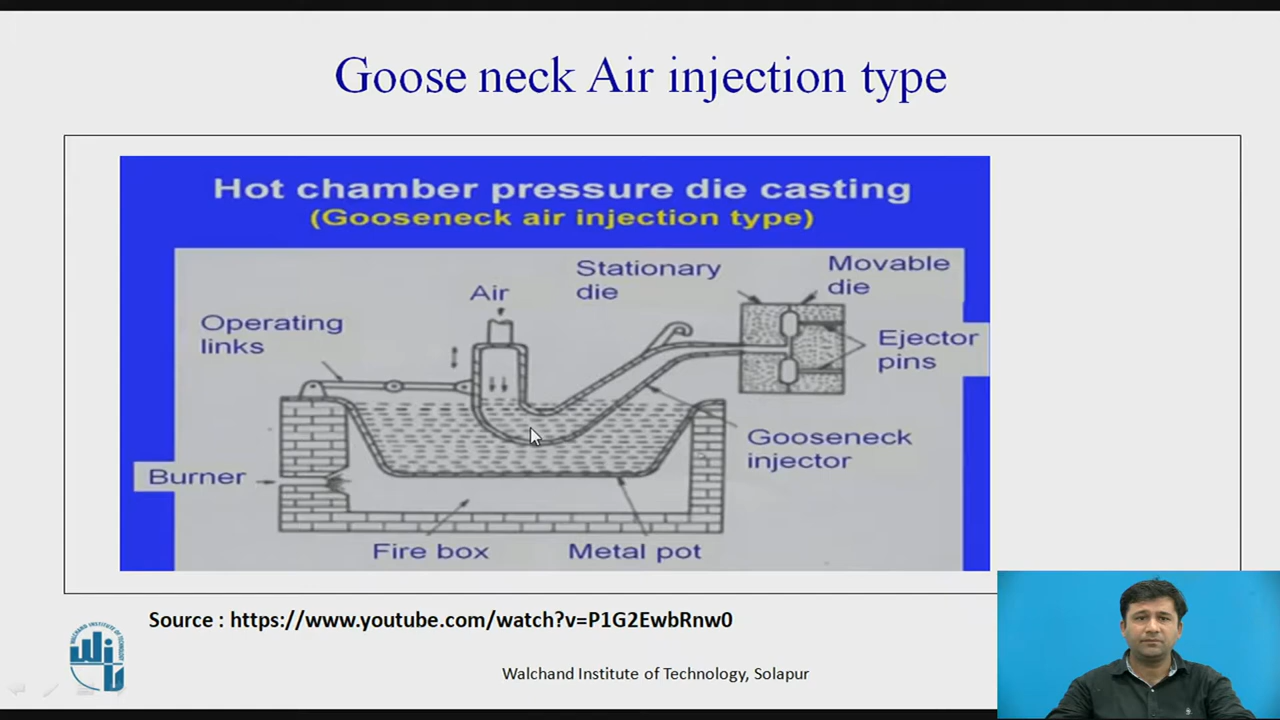 Goose neck Air injection type
Hot chamber pressure die casting
(Gooseneck air injection type)
Stationary
die
Movable
die
Air
Operating
links
Ejector
pins
Gooseneck
injector
Burner
Fire box
Metal pot
Source : https://www.youtube.com/watch?v=P1G2EwbRnw0
Walchand Institute of Technology, Solapur